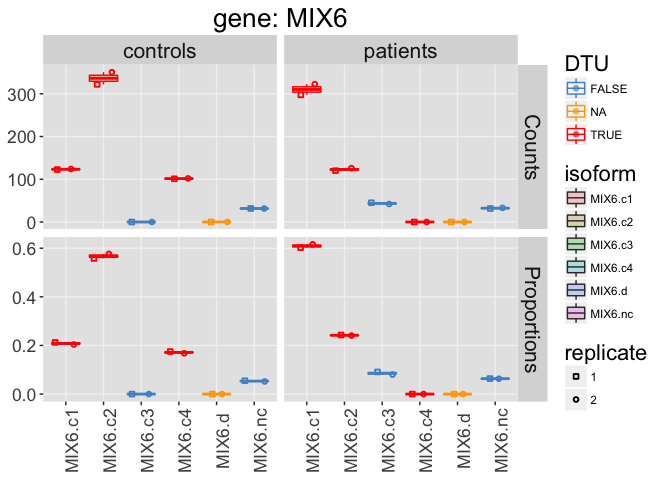 gene: MIX6
controls
patients
Counts
300
200
100
0
Proportions
0.6
0.4
0.2
0.0
MIX6.c1
MIX6.c2
MIX6.c3
MIX6.c4
MIX6.d
MIX6.nc
MIX6.c1
MIX6.c2
MIX6.c3
MIX6.c4
MIX6.d
MIX6.nc
DTU
FALSE
NA
TRUE
isoform
MIX6.c1
MIX6.c2
MIX6.c3
MIX6.c4
MIX6.d
MIX6.nc
replicate
1
2